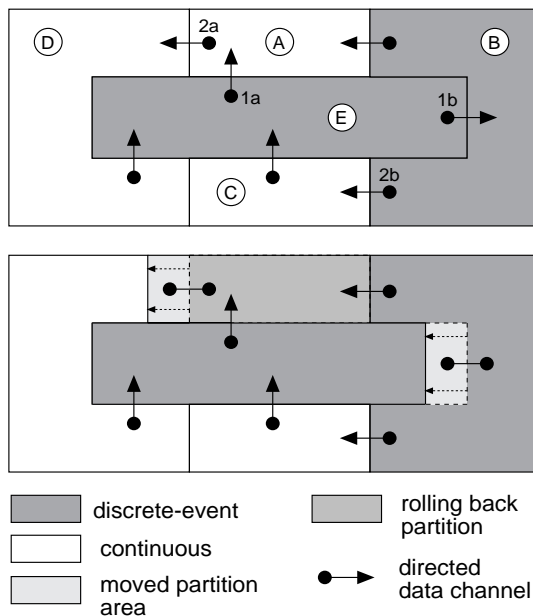 2a
D
A
B
1a
E
1b
C
2b
discrete-event
continuous
moved partition
area
rolling back
partition
directed
data channel